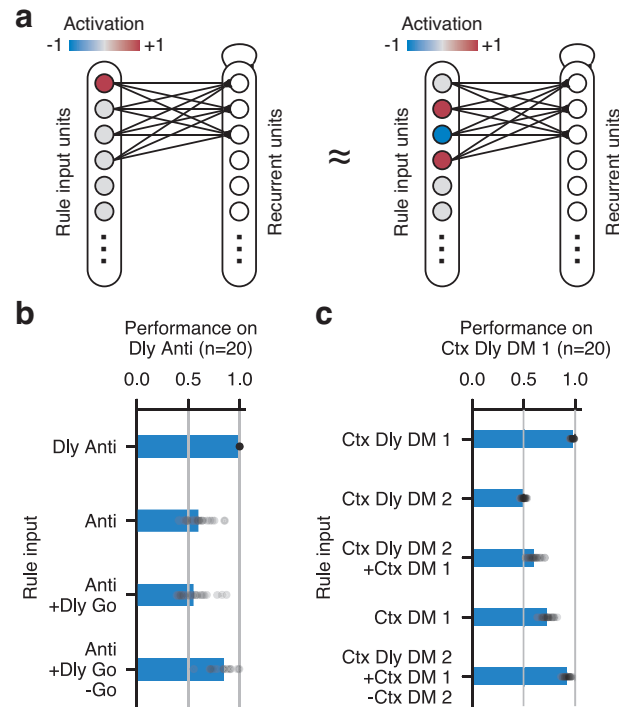 a
Activation
-1 +1
Rule input units
Recurrent units
≈
Activation
-1 +1
Rule input units
Recurrent units
b
Performance on
Dly Anti (n=20)
0.0 0.5 1.0
Rule input
Dly Anti
Anti
Anti
+Dly Go
Anti
+Dly Go
-Go
c
Performance on
Ctx Dly DM 1 (n=20)
0.0 0.5 1.0
Rule input
Ctx Dly DM 1
Ctx Dly DM 2
Ctx Dly DM 2
+Ctx DM 1
Ctx DM 1
Ctx Dly DM 2
+Ctx DM 1
-Ctx DM 2